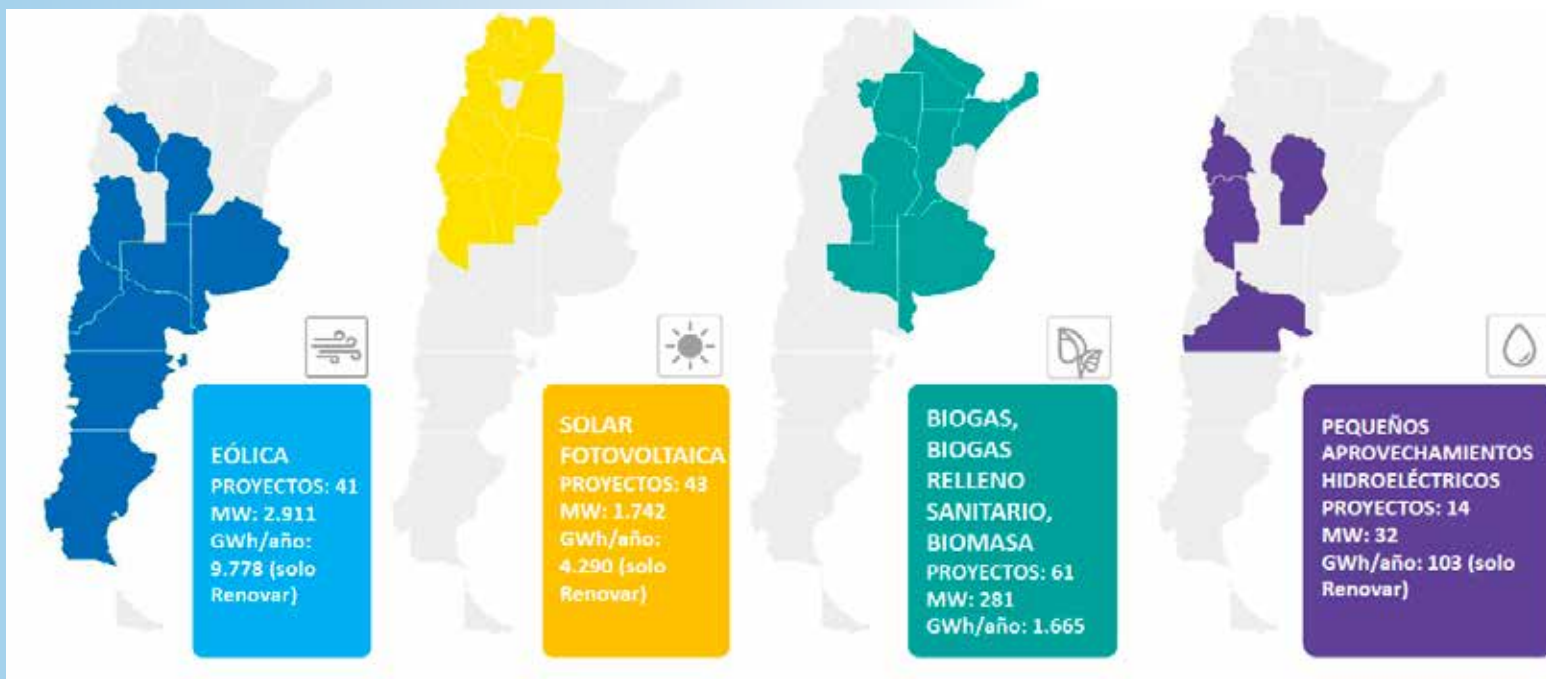 EÓLICA
PROYECTOS: 41
MW: 2.911
GWh/año:
9.778 (solo
Renovar)
SOLAR
FOTOVOLTAICA
PROYECTOS: 43
MW: 1.742
GWh/año:
4.290 (solo
Renovar)
BIOGAS,
BIOGAS
RELLENO
SANITARIO,
BIOMASA
PROYECTOS: 61
MW: 281
GWh/año: 1.665
PEQUEÑOS
APROVECHAMIENTOS
HIDROELÉCTRICOS
PROYECTOS: 14
MW: 32
GWh/año: 103 (solo
Renovar)